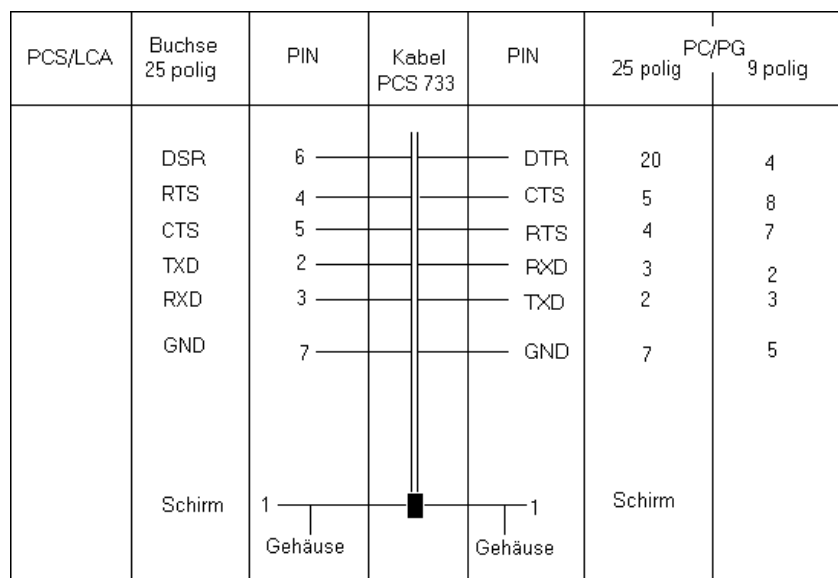 PCS/LCA Buchse 25 polig PIN Kabel PCS 733 PIN PC/PG 25 polig 9 polig
DSR 6 DTR 20 4
RTS 4 CTS 5 8
CTS 5 RTS 4 7
TXD 2 RXD 3 2
RXD 3 TXD 2 3
GND 7 GND 7 5
Schirm 1 1 Schirm
Gehäuse Gehäuse